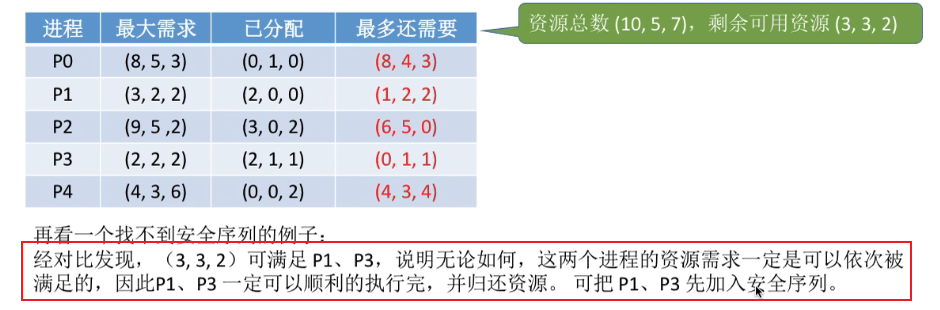 资源总数 (10, 5, 7)，剩余可用资源 (3, 3, 2)
进程 最大需求 已分配 最多还需要
P0 (8, 5, 3) (0, 1, 0) (8, 4, 3)
P1 (3, 2, 2) (2, 0, 0) (1, 2, 2)
P2 (9, 5 ,2) (3, 0, 2) (6, 5, 0)
P3 (2, 2, 2) (2, 1, 1) (0, 1, 1)
P4 (4, 3, 6) (0, 0, 2) (4, 3, 4)
再看一个找不到安全序列的例子：
经对比发现，（3, 3, 2）可满足 P1、P3，说明无论如何，这两个进程的资源需求一定是可以依次被
满足的，因此P1、P3 一定可以顺利的执行完，并归还资源。 可把 P1、P3 先加入安全序列。